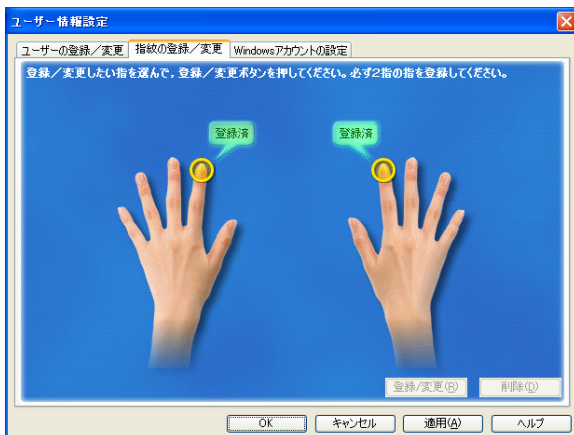 ユーザー情報設定
ユーザーの登録／変更 指紋の登録／変更 Windowsアカウントの設定
登録／変更したい指を選んで，登録／変更ボタンを押してください。必ず2指の指を登録してください。
登録済 登録済
登録/変更(R) 削除(D)
OK キャンセル 適用(A) ヘルプ